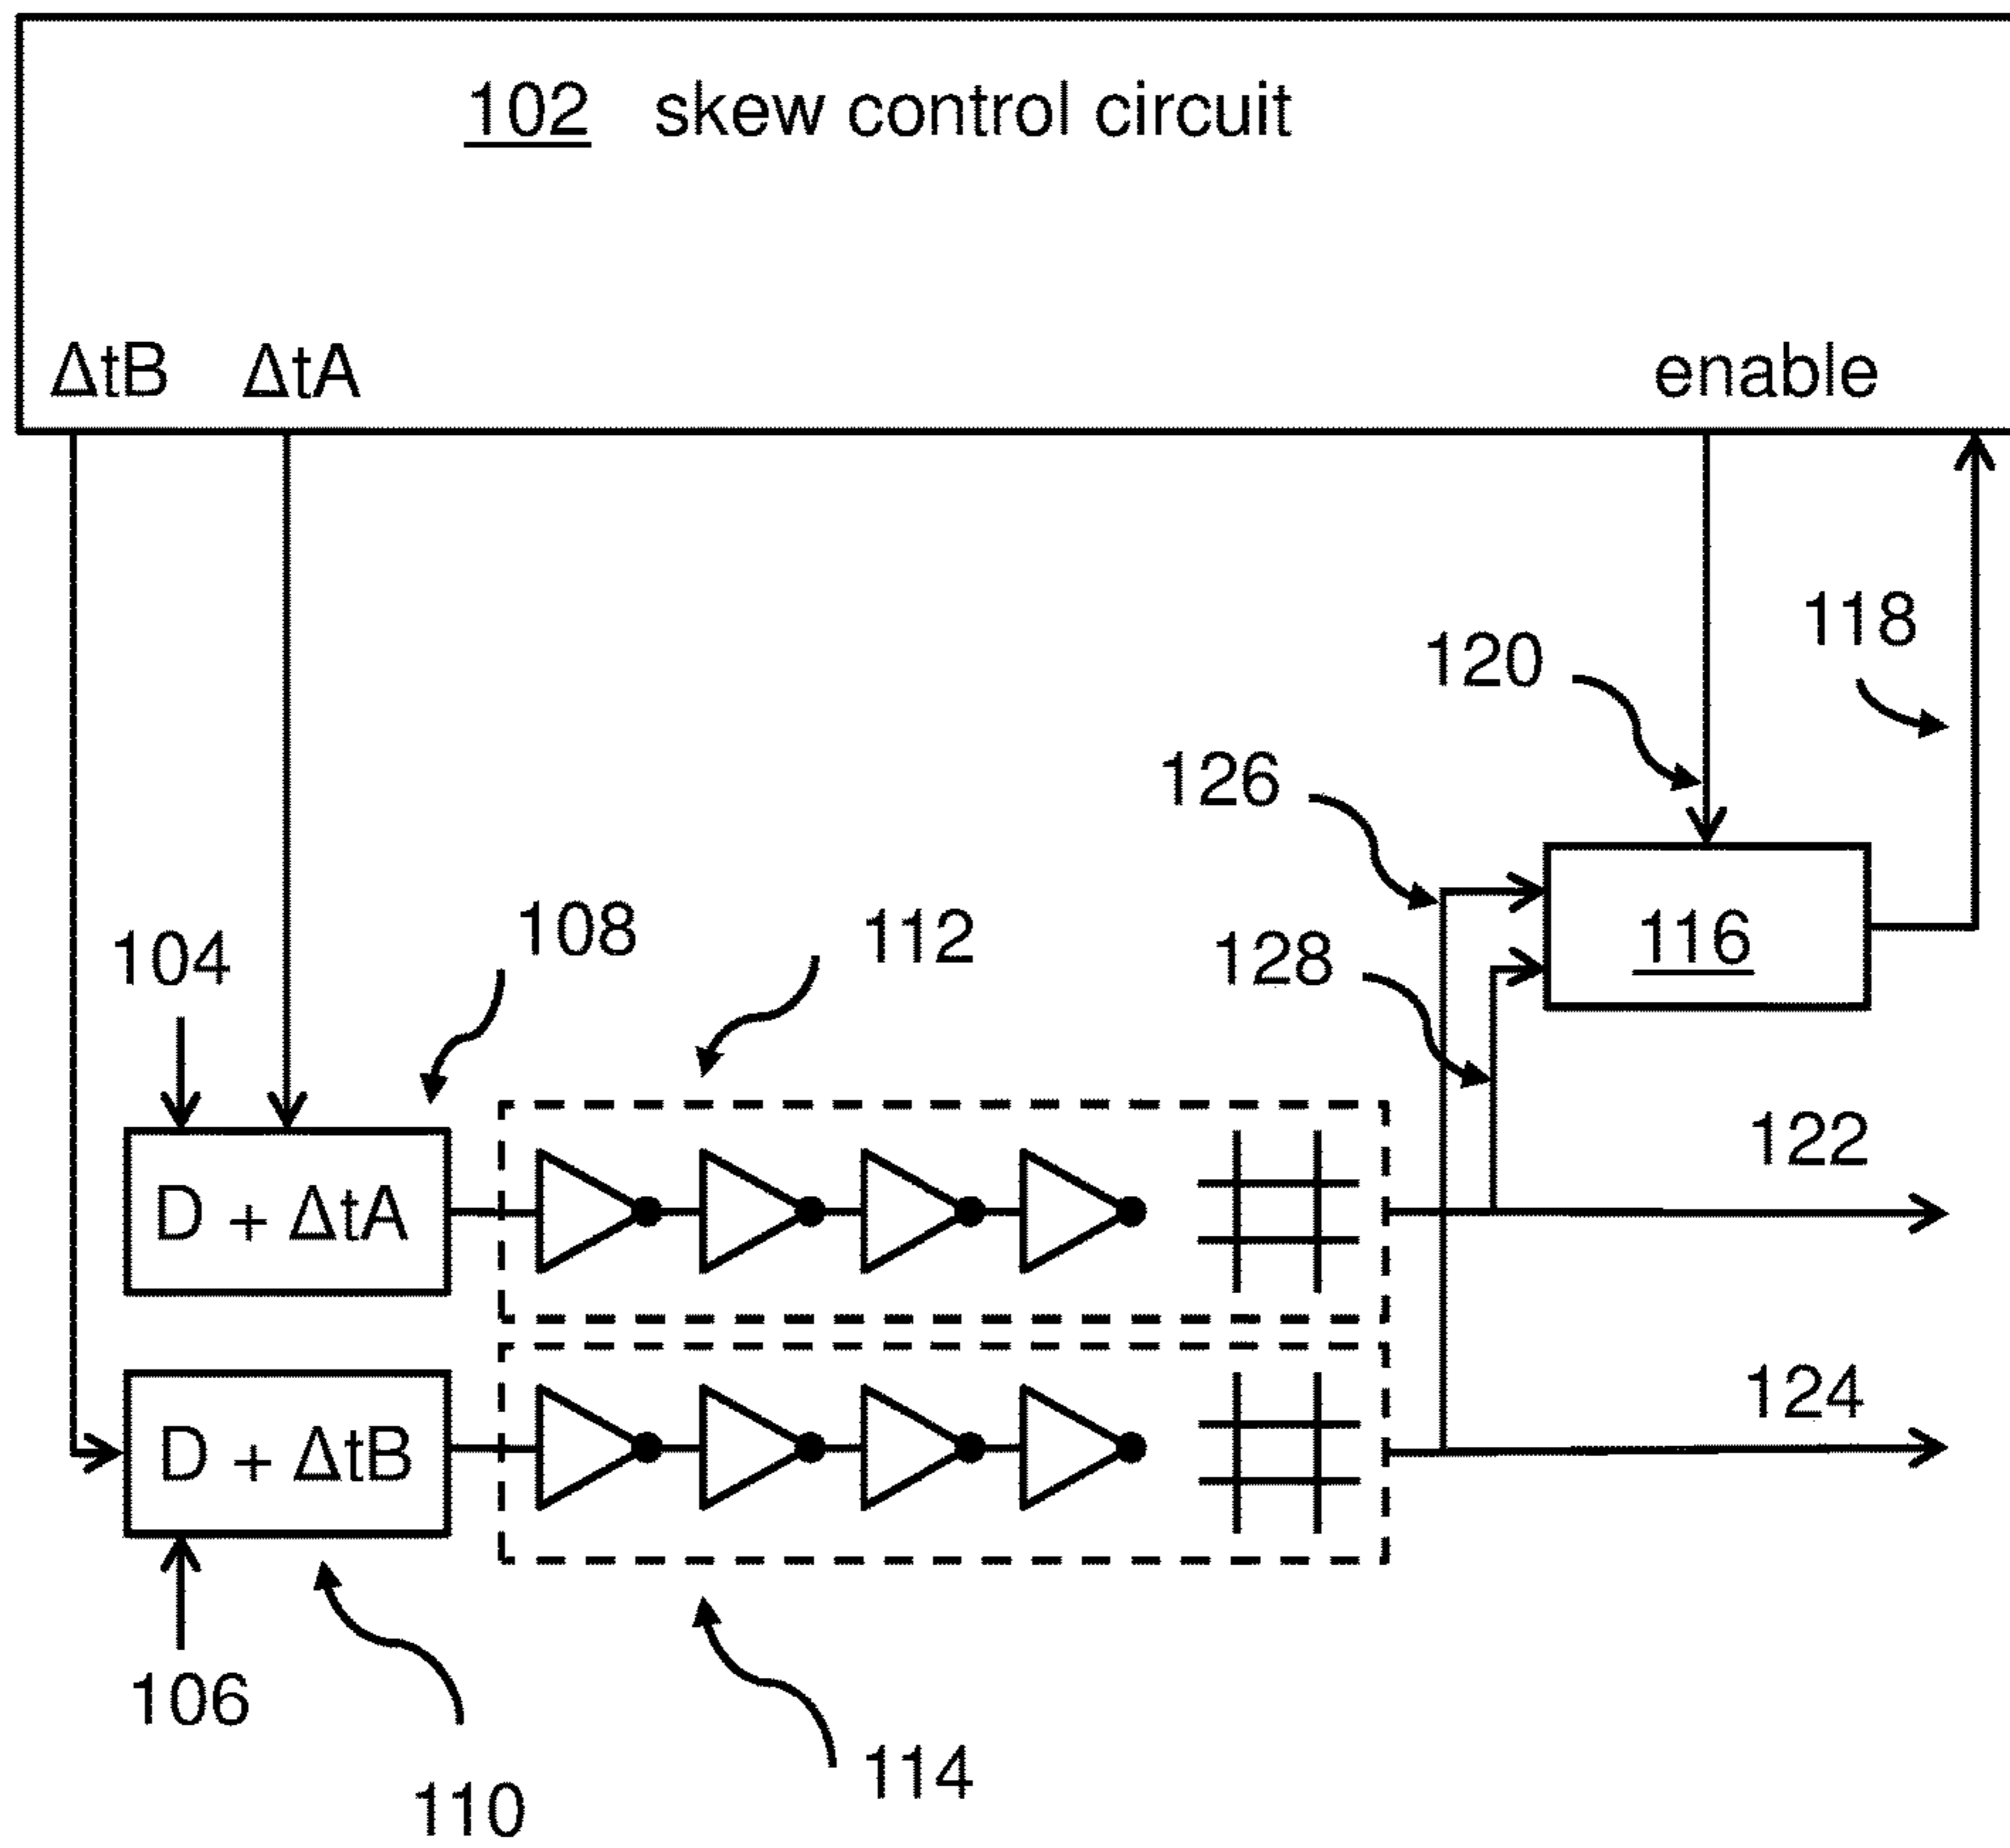 102 skew control circuit
ΔtB ΔtA enable
118
120
126
108 112 128 116
104
122
D + ΔtA
124
D + ΔtB
106
114
110